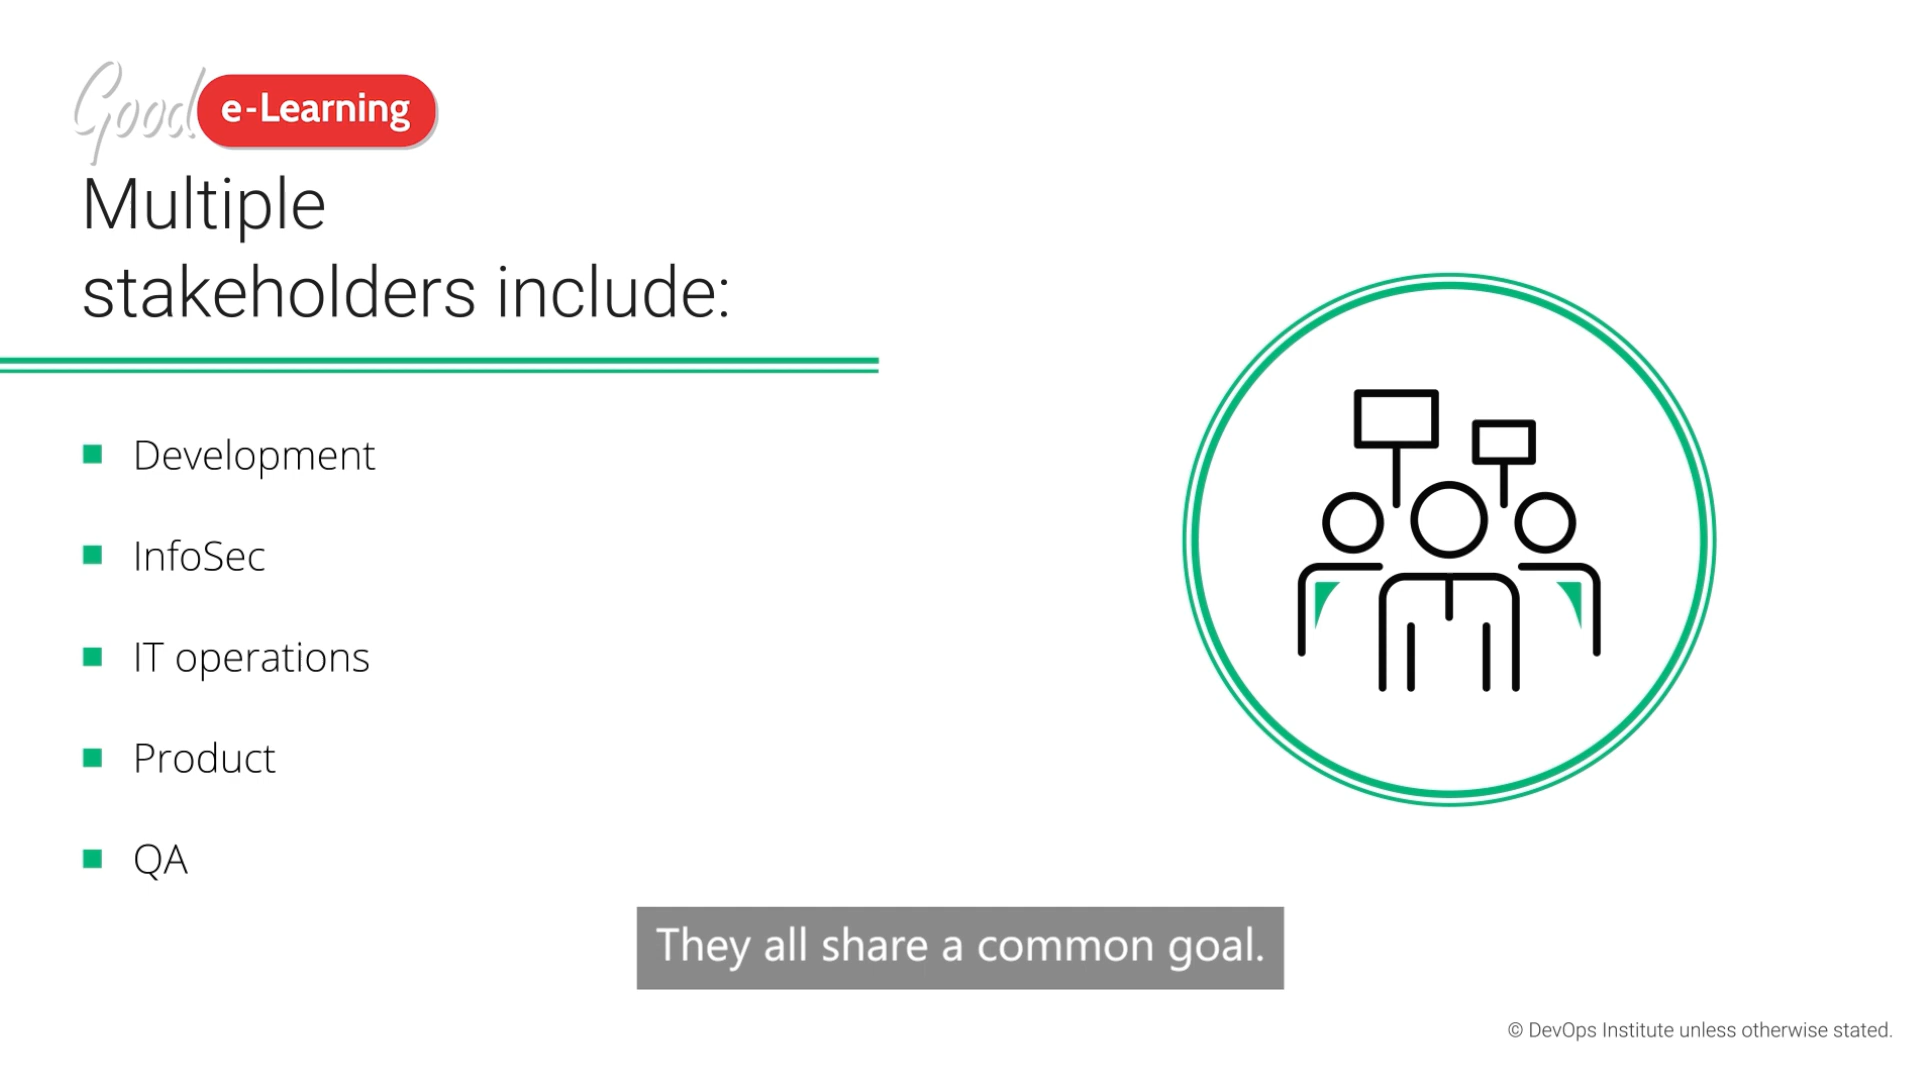 Good e-Learning
Multiple
stakeholders include:
Development
InfoSec
IT operations
Product
QA
They all share a common goal.
© DevOps Institute unless otherwise stated.